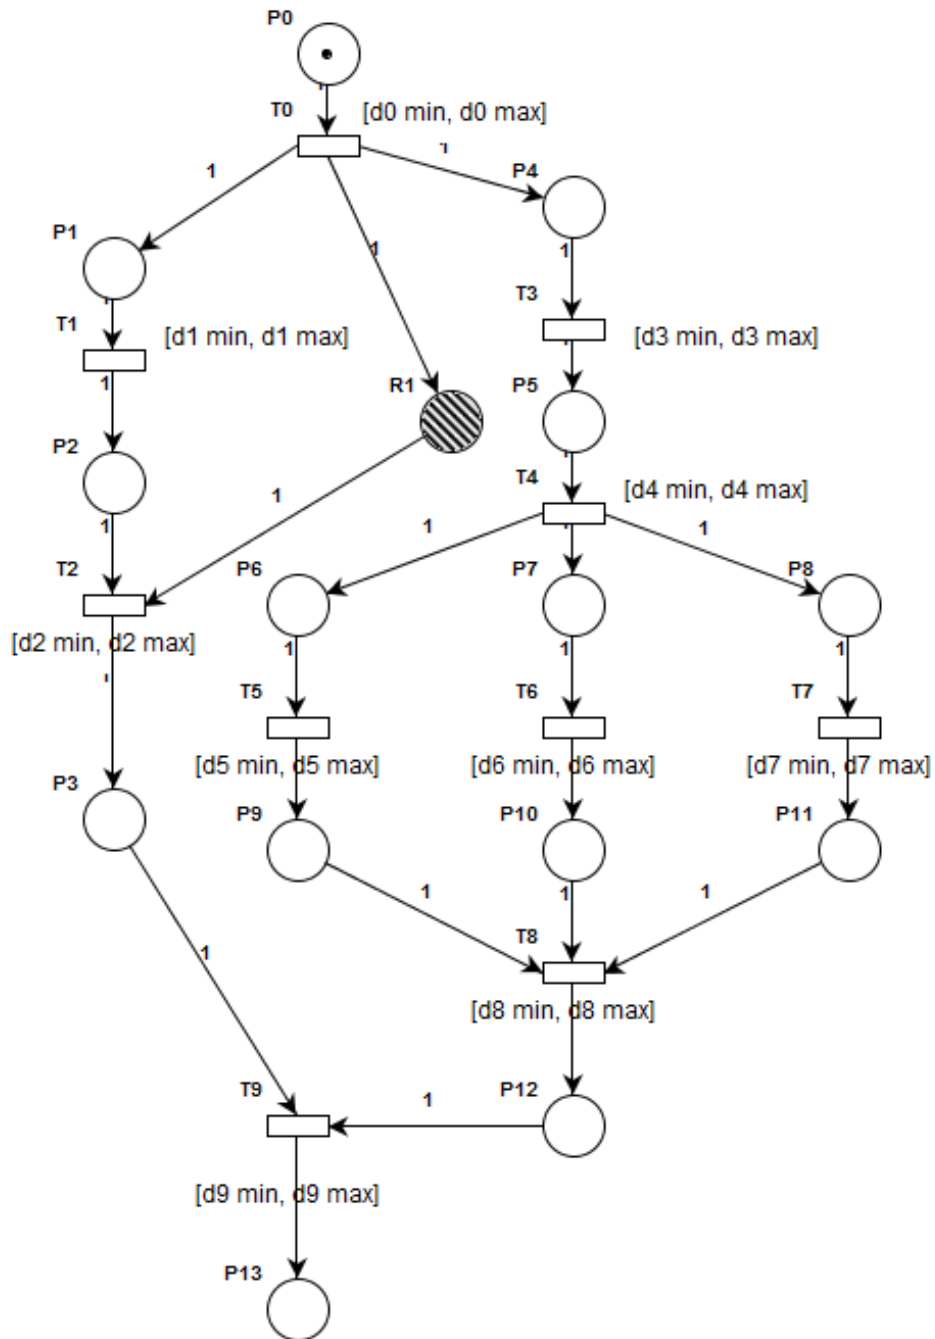 P0
T0 [d0 min, d0 max]
1
1
P4
P1
1
1
T3
T1 [d1 min, d1 max] [d3 min, d3 max]
1
R1
P5
P2
T4 [d4 min, d4 max]
1
1
1
1
T2 P6 P7 P8
[d2 min, d2 max]
1
1
1
T5 T6 T7
[d5 min, d5 max] [d6 min, d6 max] [d7 min, d7 max]
P3
P9 P10 P11
1
1
1
T8
1
[d8 min, d8 max]
T9 1 P12
[d9 min, d9 max]
P13